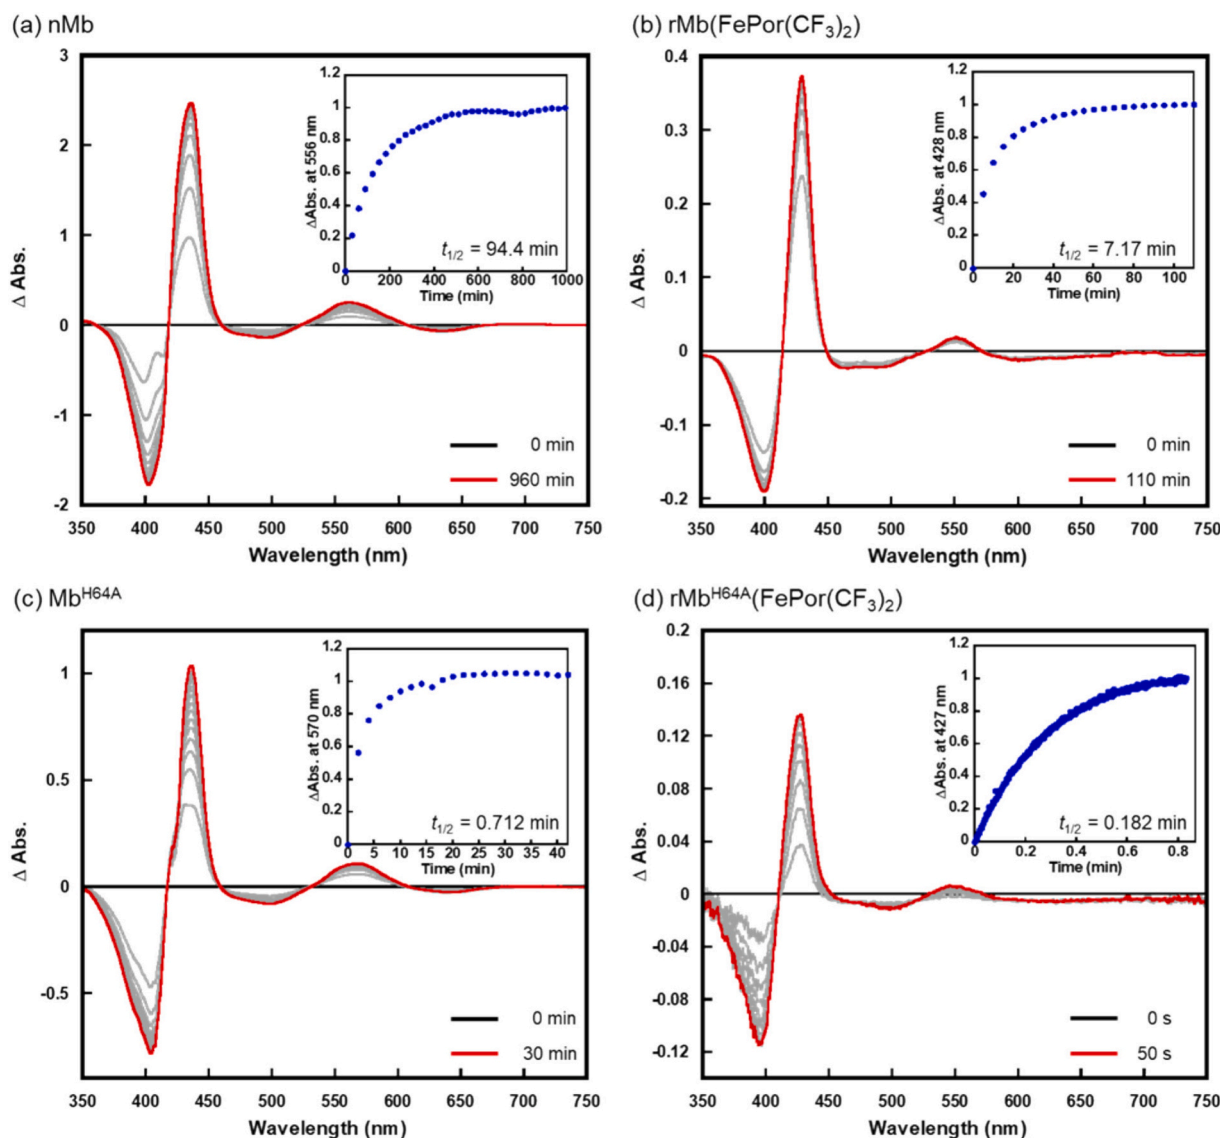 (a) nMb
3
2
1
0
-1
-2
Δ Abs.
350 400 450 500 550 600 650 700 750
Wavelength (nm)
1.2
1
0.8
0.6
0.4
0.2
0
ΔAbs. at 556 nm
t1/2 = 94.4 min
0 200 400 600 800 1000
Time (min)
0 min
960 min
(b) rMb(FePor(CF3)2)
0.4
0.3
0.2
0.1
0
-0.1
-0.2
Δ Abs.
350 400 450 500 550 600 650 700 750
Wavelength (nm)
1.2
1
0.8
0.6
0.4
0.2
0
ΔAbs. at 428 nm
t1/2 = 7.17 min
0 20 40 60 80 100
Time (min)
0 min
110 min
(c) MbH64A
1
0.5
0
-0.5
Δ Abs.
350 400 450 500 550 600 650 700 750
Wavelength (nm)
1.2
1
0.8
0.6
0.4
0.2
0
ΔAbs. at 570 nm
t1/2 = 0.712 min
0 5 10 15 20 25 30 35 40
Time (min)
0 min
30 min
(d) rMbH64A(FePor(CF3)2)
0.2
0.16
0.12
0.08
0.04
0
-0.04
-0.08
-0.12
Δ Abs.
350 400 450 500 550 600 650 700 750
Wavelength (nm)
1.2
1
0.8
0.6
0.4
0.2
0
ΔAbs. at 427 nm
t1/2 = 0.182 min
0 0.2 0.4 0.6 0.8
Time (min)
0 s
50 s